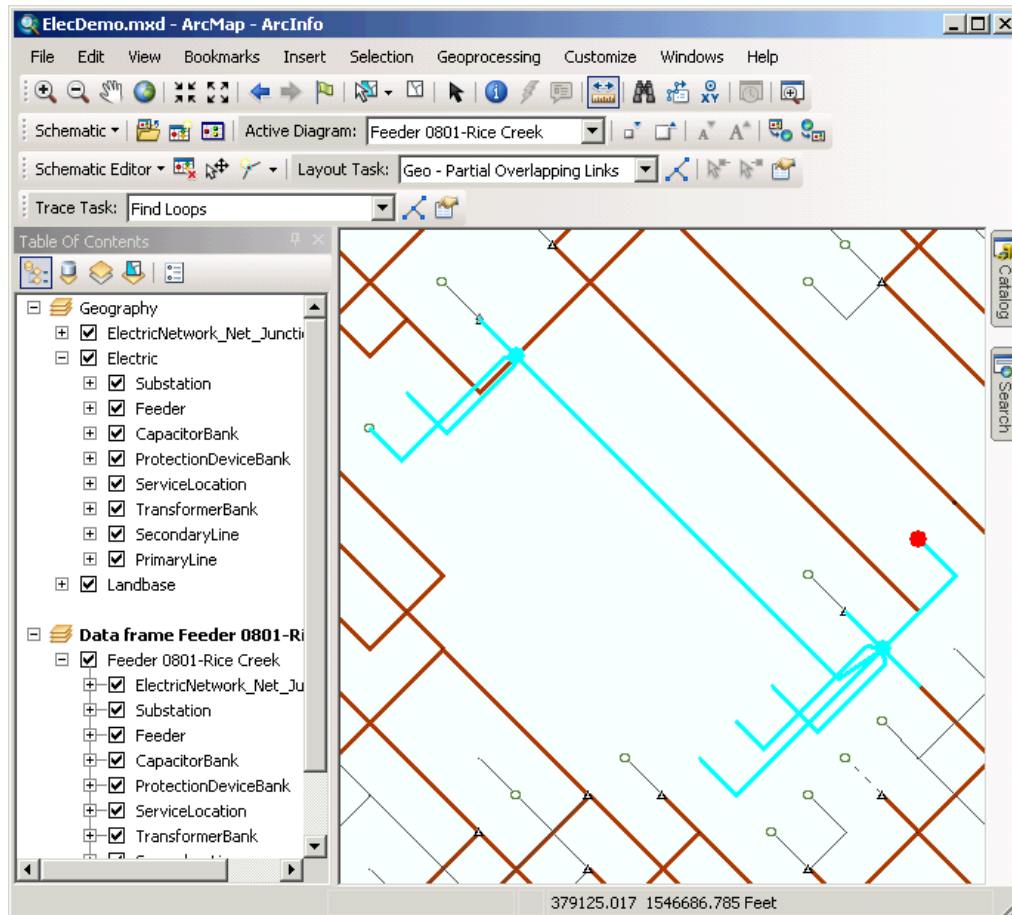 ElecDemo.mxd - ArcMap - ArcInfo
File Edit View Bookmarks Insert Selection Geoprocessing Customize Windows Help
XY
Schematic Active Diagram: Feeder 0801-Rice Creek A A
Schematic Editor Layout Task: Geo - Partial Overlapping Links
Trace Task: Find Loops
Table Of Contents
Geography
ElectricNetwork_Net_Juncti
Electric
Substation
Feeder
CapacitorBank
ProtectionDeviceBank
ServiceLocation
TransformerBank
SecondaryLine
PrimaryLine
Landbase
Data frame Feeder 0801-Ri
Feeder 0801-Rice Creek
ElectricNetwork_Net_Ju
Substation
Feeder
CapacitorBank
ProtectionDeviceBank
ServiceLocation
TransformerBank
Catalog
Search
379125.017 1546686.785 Feet